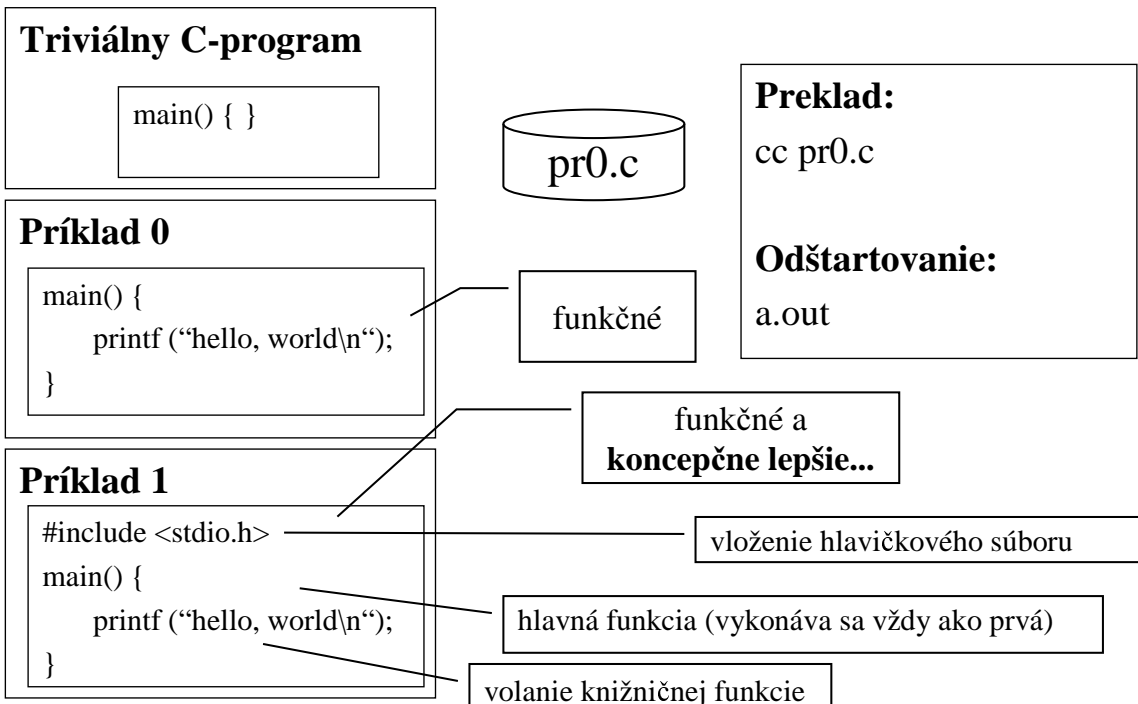 Triviálny C-program
main() { }
pr0.c
Preklad:
cc pr0.c
Odštartovanie:
a.out
Príklad 0
main() {
printf (“hello, world\n“);
}
funkčné
funkčné a
koncepčne lepšie...
Príklad 1
#include <stdio.h>
main() {
printf (“hello, world\n“);
}
vloženie hlavičkového súboru
hlavná funkcia (vykonáva sa vždy ako prvá)
volanie knižničnej funkcie